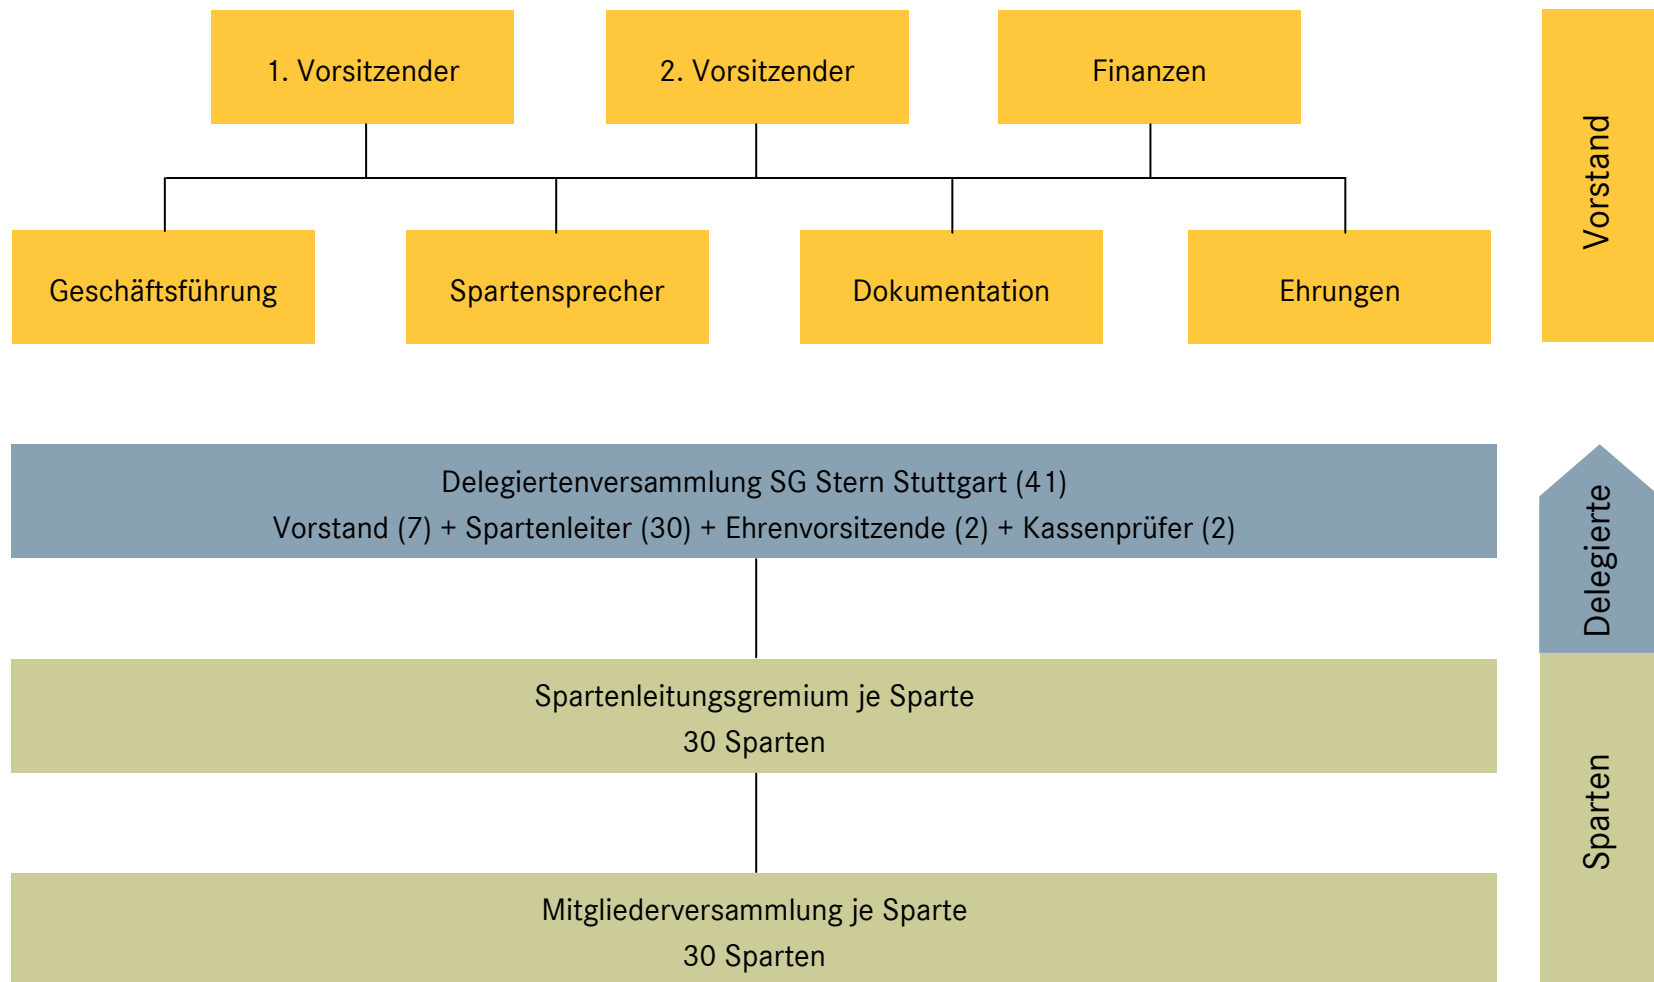 1. Vorsitzender
2. Vorsitzender
Finanzen
Geschäftsführung
Spartensprecher
Dokumentation
Ehrungen
Vorstand
Delegiertenversammlung SG Stern Stuttgart (41)
Vorstand (7) + Spartenleiter (30) + Ehrenvorsitzende (2) + Kassenprüfer (2)
Delegierte
Spartenleitungsgremium je Sparte
30 Sparten
Mitgliederversammlung je Sparte
30 Sparten
Sparten